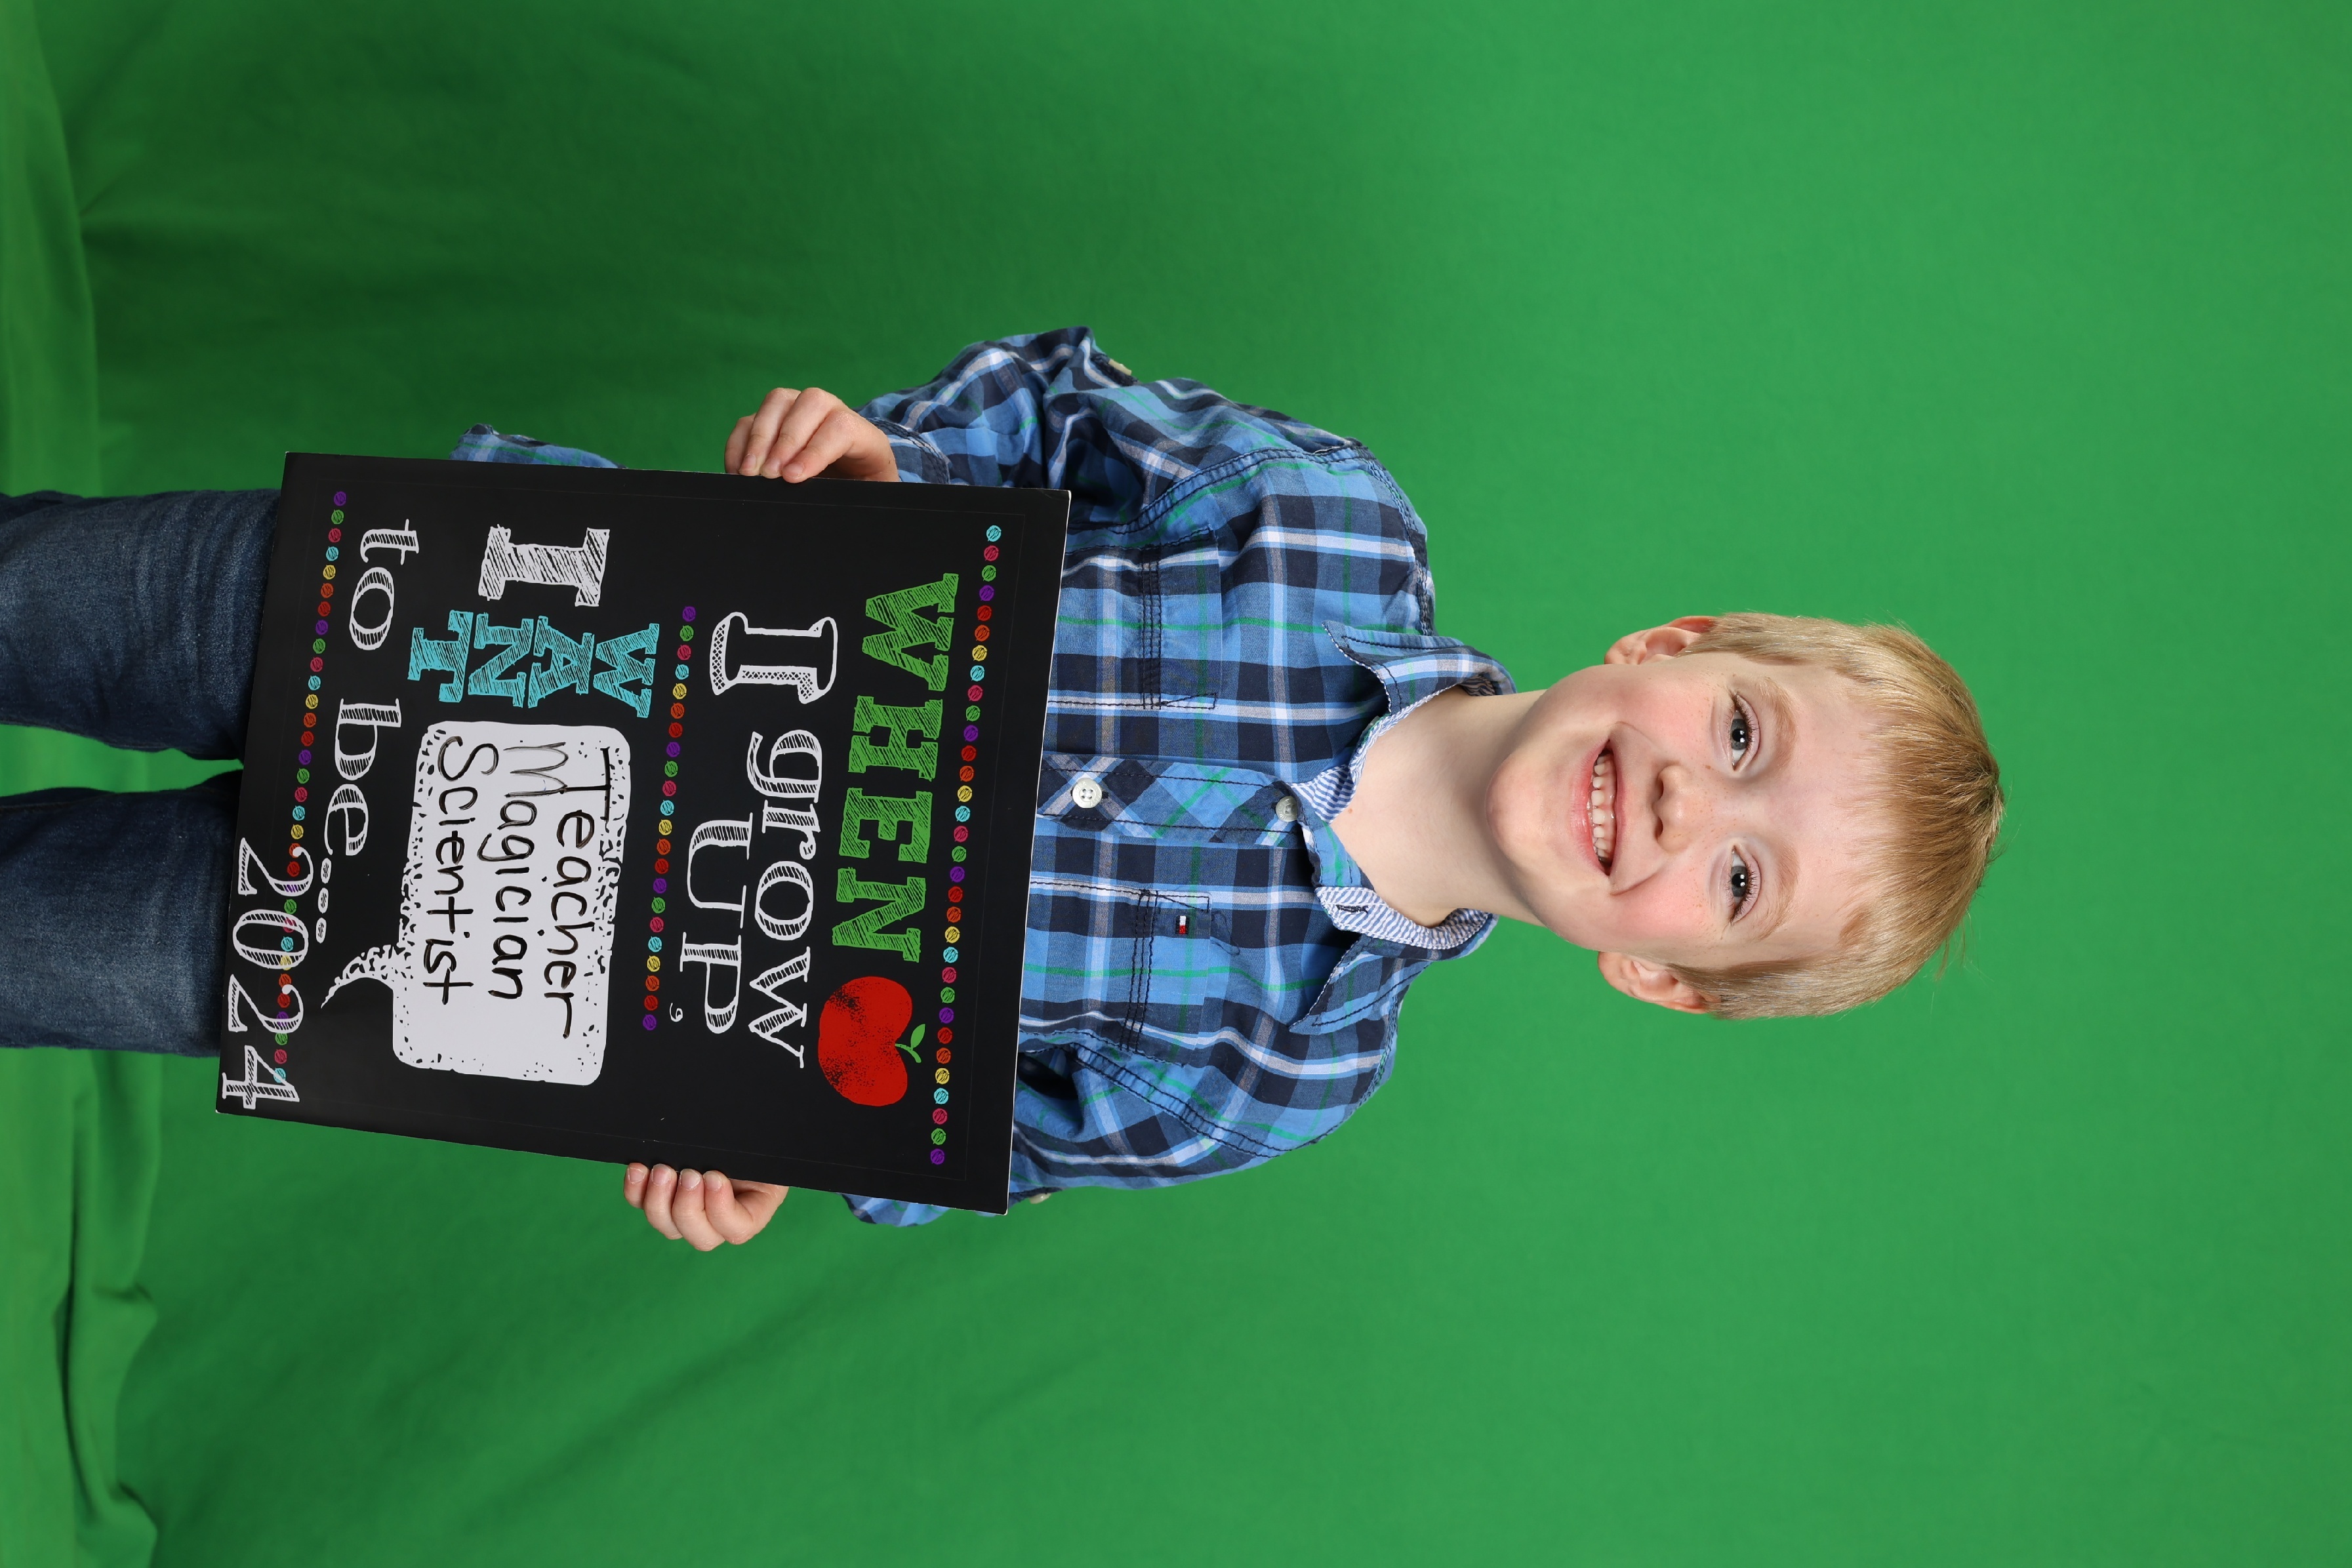 WHEN
I grow
UP,
I WANT
Teacher
Magician
Scientist
to be...
2024